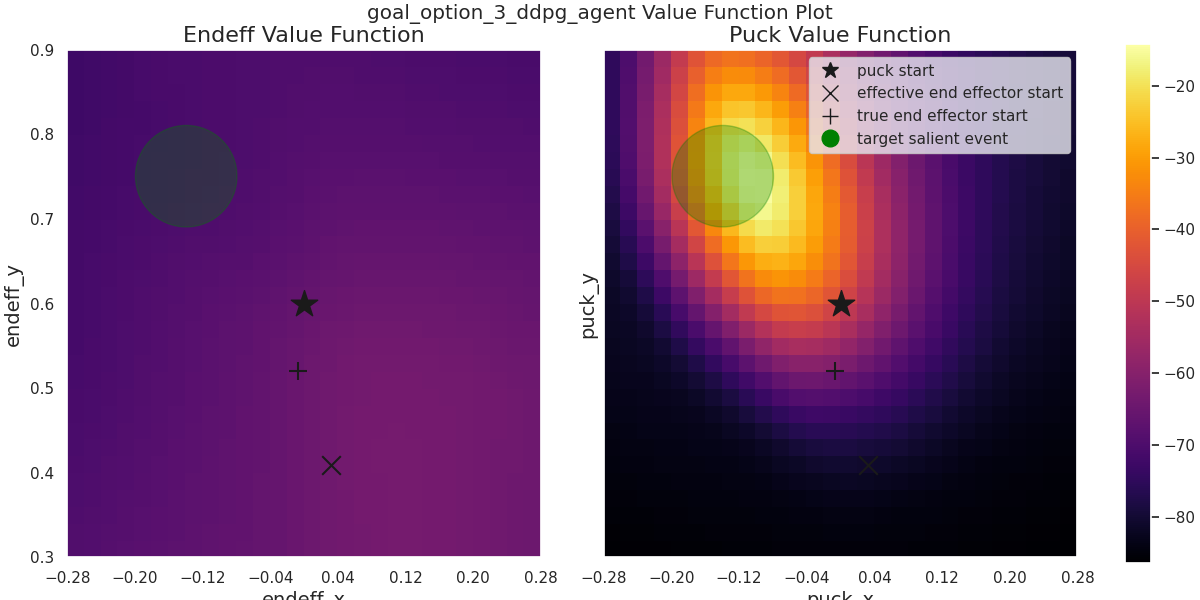 goal_option_3_ddpg_agent Value Function Plot
Endeff Value Function
Puck Value Function
0.9
0.8
0.7
0.6
0.5
0.4
0.3
endeff_y
−0.28 −0.20 −0.12 −0.04 0.04 0.12 0.20 0.28
endeff_x
puck_y
puck start
effective end effector start
true end effector start
target salient event
−0.28 −0.20 −0.12 −0.04 0.04 0.12 0.20 0.28
puck_x
−20
−30
−40
−50
−60
−70
−80